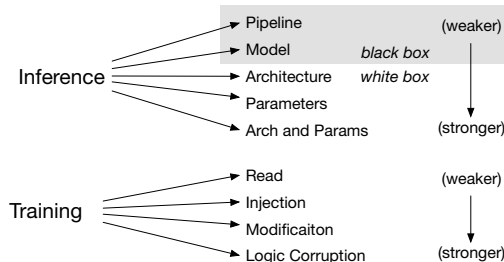 Pipeline (weaker)
Model black box
Inference Architecture white box
Parameters
Arch and Params (stronger)
Read (weaker)
Injection
Training
Modificaiton
Logic Corruption (stronger)